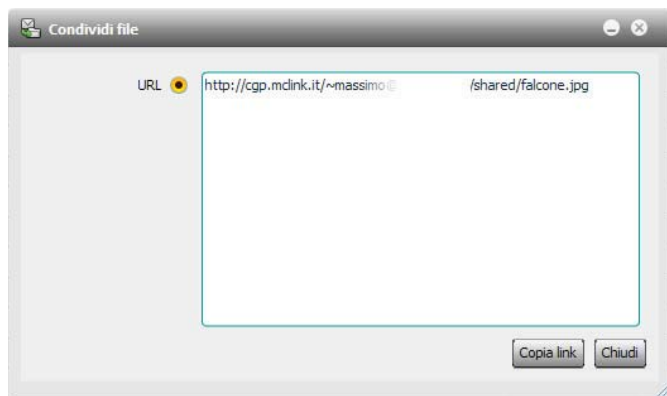 Condividi file
URL http://cgp.mclink.it/~massimo@ /shared/falcone.jpg
Copia link Chiudi